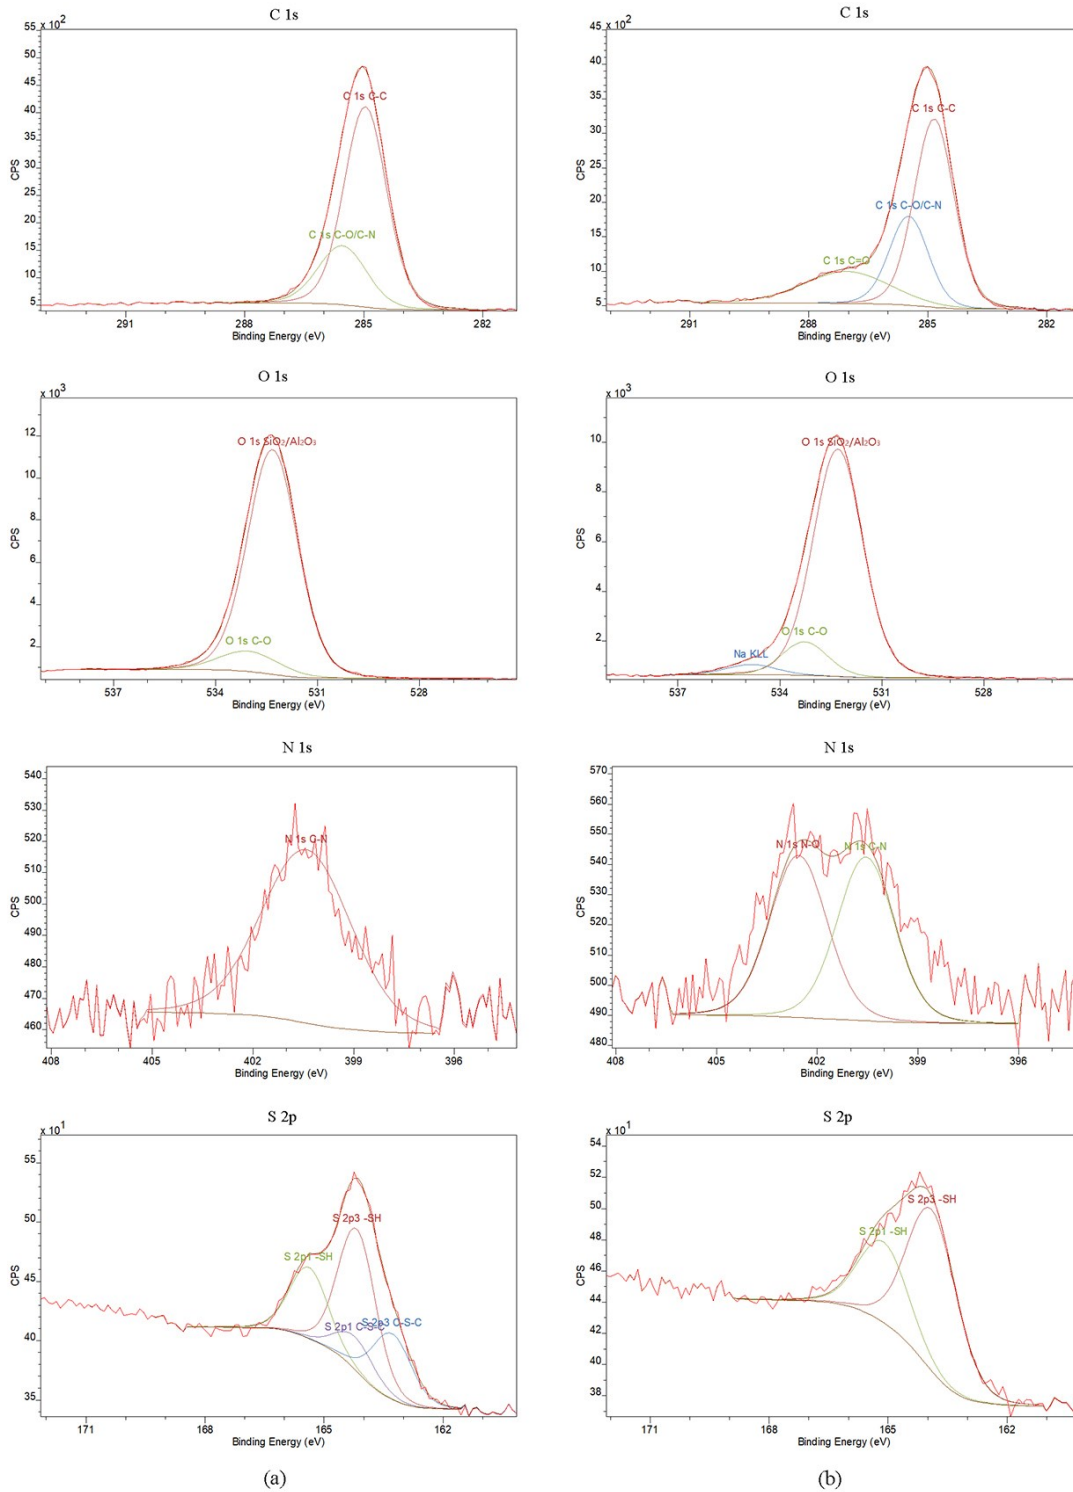 C 1s
55 x 10²
50
40
30
20
10
5
CPS
C 1s C-C
C 1s C-O/C-N
291
288
285
282
Binding Energy (eV)
C 1s
45 x 10²
40
30
20
10
5
CPS
C 1s C-C
C 1s C-O/C-N
C 1s C=O
291
288
285
282
Binding Energy (eV)
O 1s
x 10³
12
10
8
6
4
2
CPS
O 1s SiO₂/Al₂O₃
O 1s C-O
537
534
531
528
Binding Energy (eV)
O 1s
x 10³
10
8
6
4
2
CPS
O 1s SiO₂/Al₂O₃
O 1s C-O
Na KLL
537
534
531
528
Binding Energy (eV)
N 1s
540
530
520
510
500
490
480
470
460
CPS
N 1s C-N
408
405
402
399
396
Binding Energy (eV)
N 1s
570
560
550
540
530
520
510
500
490
480
CPS
N 1s N-O
N 1s C-N
408
405
402
399
396
Binding Energy (eV)
S 2p
x 10¹
55
50
45
40
35
CPS
S 2p3 -SH
S 2p1 -SH
S 2p1 C-S-C
S 2p3 C-S-C
171
168
165
162
Binding Energy (eV)
S 2p
x 10¹
54
52
50
48
46
44
42
40
38
CPS
S 2p3 -SH
S 2p1 -SH
171
168
165
162
Binding Energy (eV)
(a)
(b)